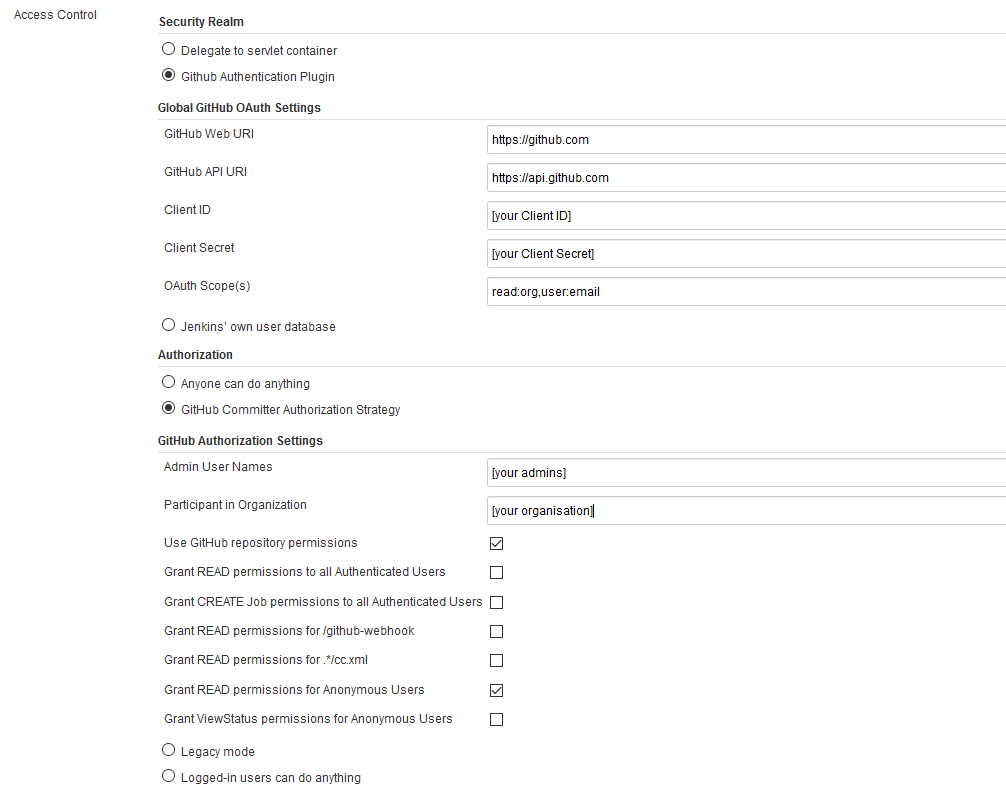 Access Control
Security Realm
Delegate to servlet container
Github Authentication Plugin
Global GitHub OAuth Settings
GitHub Web URI
https://github.com
GitHub API URI
https://api.github.com
Client ID
[your Client ID]
Client Secret
[your Client Secret]
OAuth Scope(s)
read:org,user:email
Jenkins' own user database
Authorization
Anyone can do anything
GitHub Committer Authorization Strategy
GitHub Authorization Settings
Admin User Names
[your admins]
Participant in Organization
[your organisation]
Use GitHub repository permissions
Grant READ permissions to all Authenticated Users
Grant CREATE Job permissions to all Authenticated Users
Grant READ permissions for /github-webhook
Grant READ permissions for .*/cc.xml
Grant READ permissions for Anonymous Users
Grant ViewStatus permissions for Anonymous Users
Legacy mode
Logged-in users can do anything